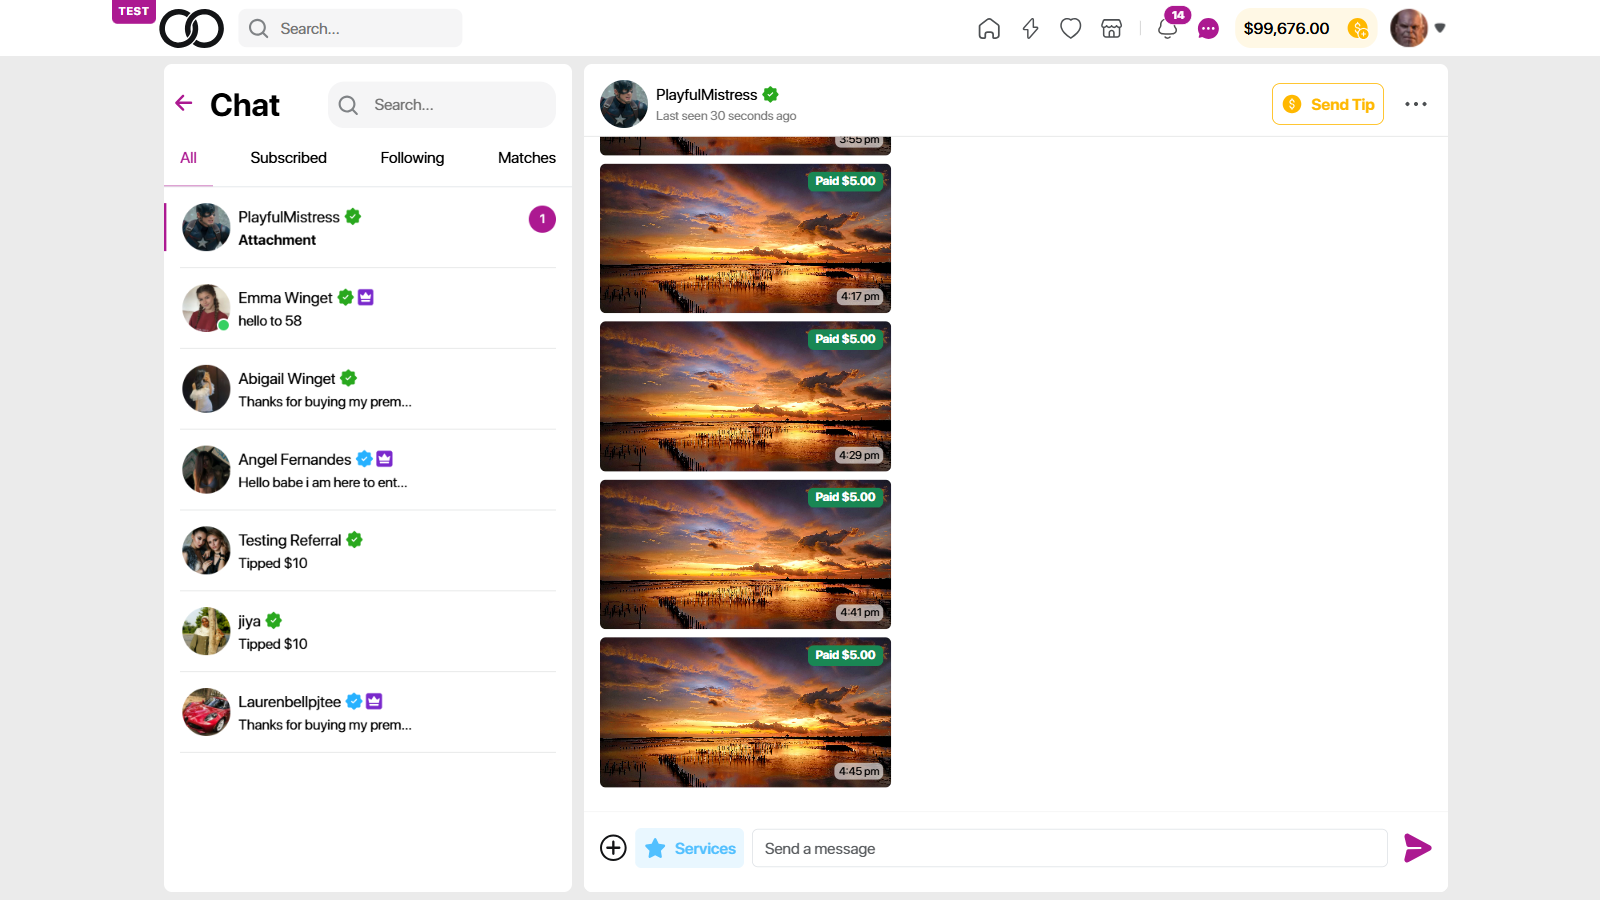 TEST
Search...
14
$99,676.00
Chat
Search...
All
Subscribed
Following
Matches
PlayfulMistress
1
Attachment
Emma Winget
hello to 58
Abigail Winget
Thanks for buying my prem...
Angel Fernandes
Hello babe i am here to ent...
Testing Referral
Tipped $10
jiya
Tipped $10
Laurenbellpjtee
Thanks for buying my prem...
PlayfulMistress
Last seen 30 seconds ago
Send Tip
3:55 pm
Paid $5.00
4:17 pm
Paid $5.00
4:29 pm
Paid $5.00
4:41 pm
Paid $5.00
4:45 pm
Services
Send a message